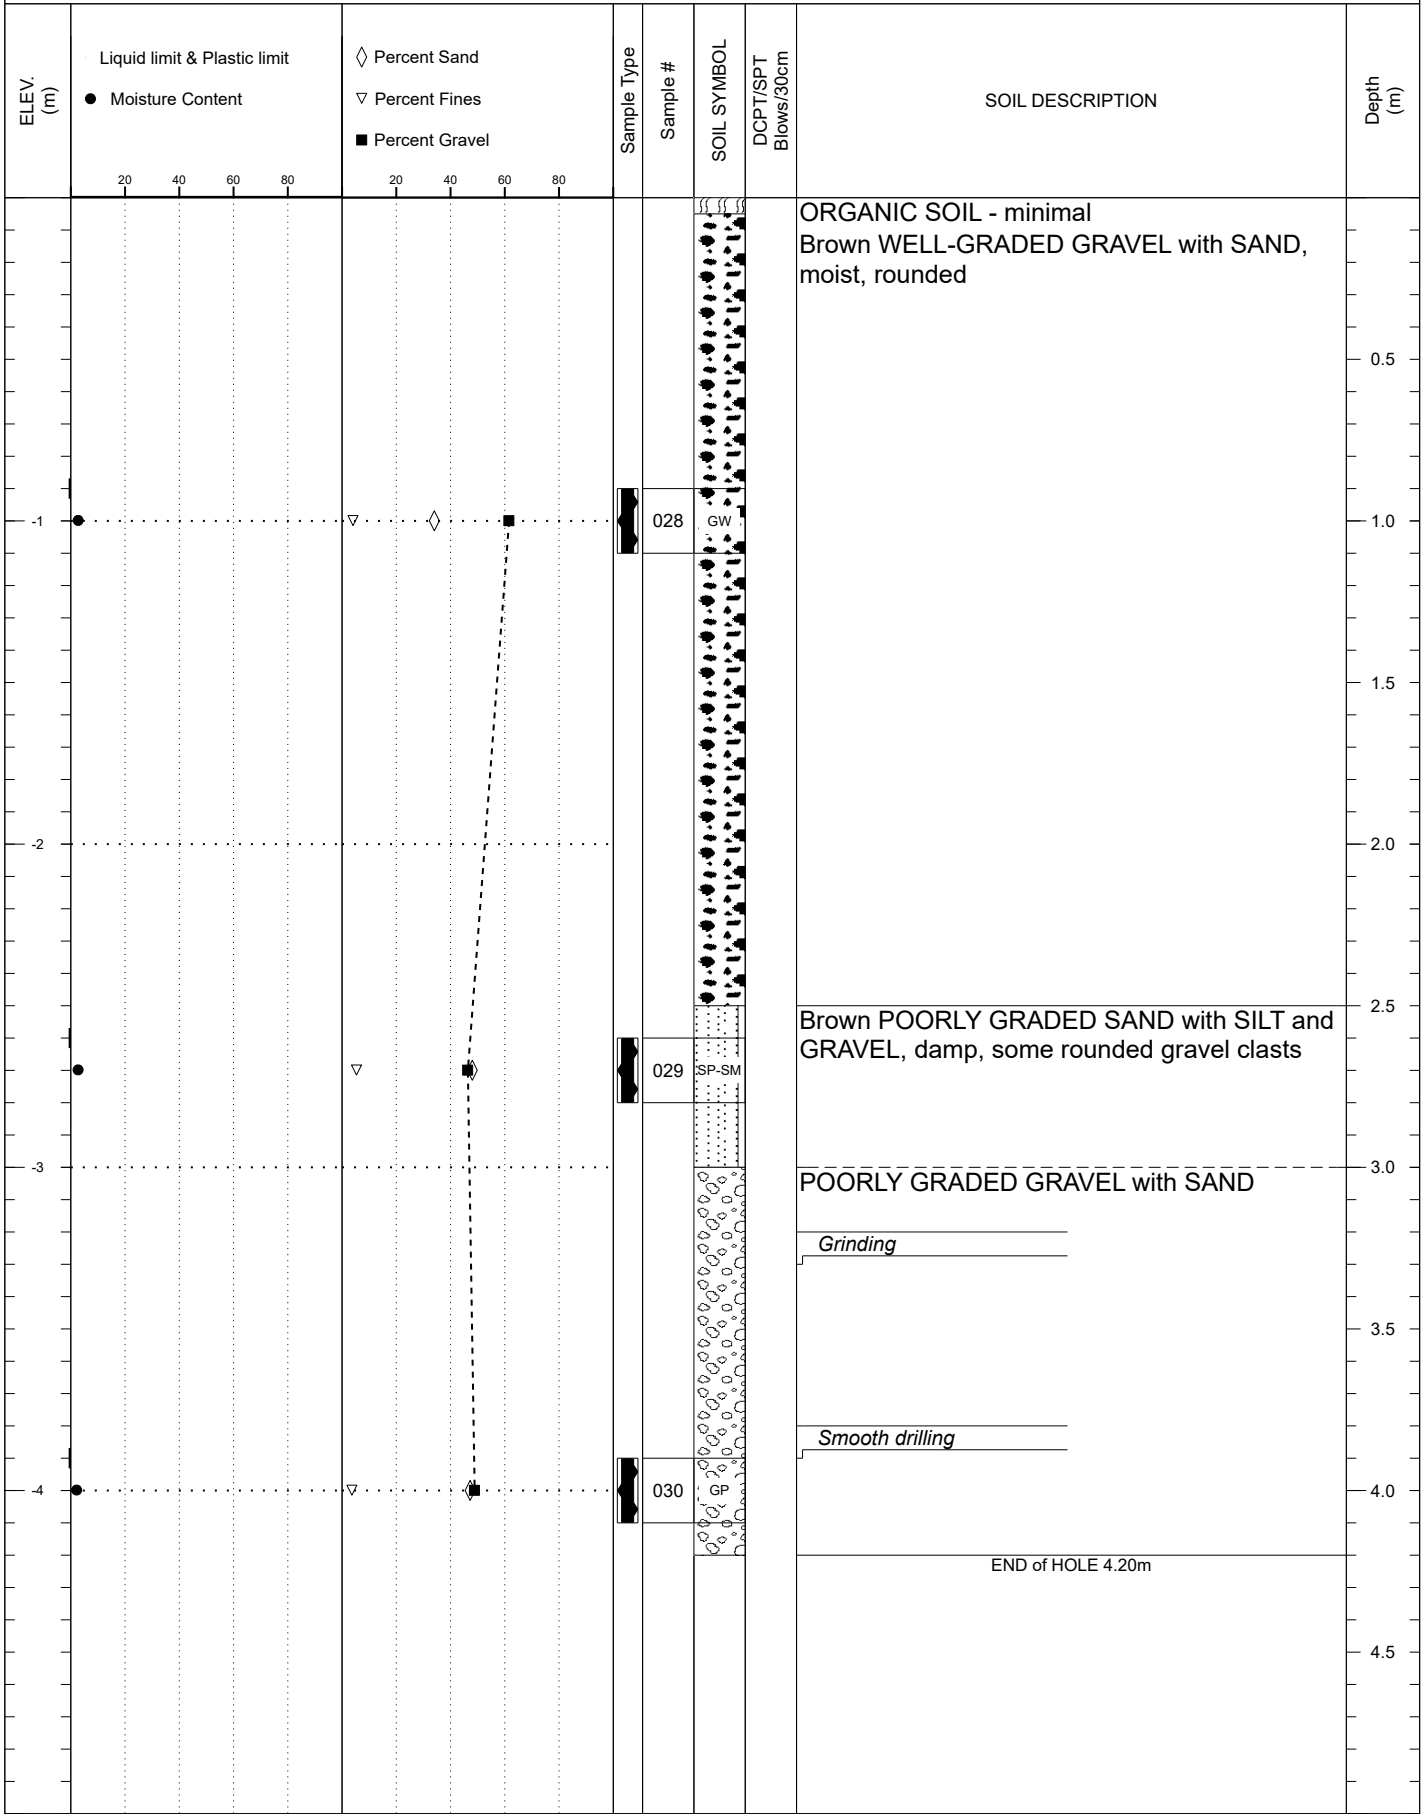 ELEV.
(m)
Liquid limit & Plastic limit
Moisture Content
Percent Sand
Percent Fines
Percent Gravel
Sample Type
Sample #
SOIL SYMBOL
DCPT/SPT
Blows/30cm
SOIL DESCRIPTION
Depth
(m)
20 40 60 80
20 40 60 80
ORGANIC SOIL - minimal
Brown WELL-GRADED GRAVEL with SAND,
moist, rounded
0.5
-1 028 GW 1.0
1.5
-2 2.0
2.5
Brown POORLY GRADED SAND with SILT and
GRAVEL, damp, some rounded gravel clasts
029 SP-SM
-3 3.0
POORLY GRADED GRAVEL with SAND
Grinding
3.5
Smooth drilling
-4 030 GP 4.0
END of HOLE 4.20m
4.5